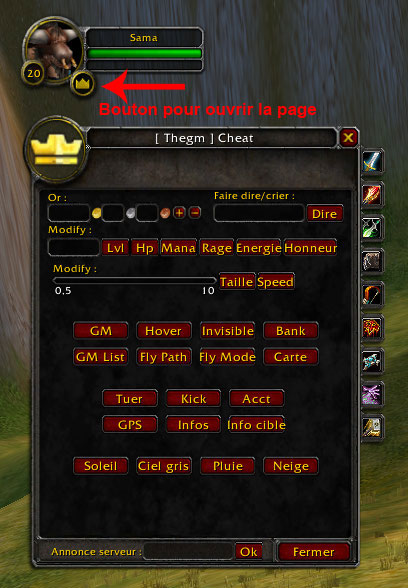 Sama
20
Bouton pour ouvrir la page
[ Thegm ] Cheat
Or :
Faire dire/crier :
Dire
Modify :
Lvl Hp Mana Rage Energie Honneur
Modify :
0,5 10 Taille Speed
GM Hover Invisible Bank
GM List Fly Path Fly Mode Carte
Tuer Kick Acct
GPS Infos Info cible
Soleil Ciel gris Pluie Neige
Annonce serveur : Ok Fermer